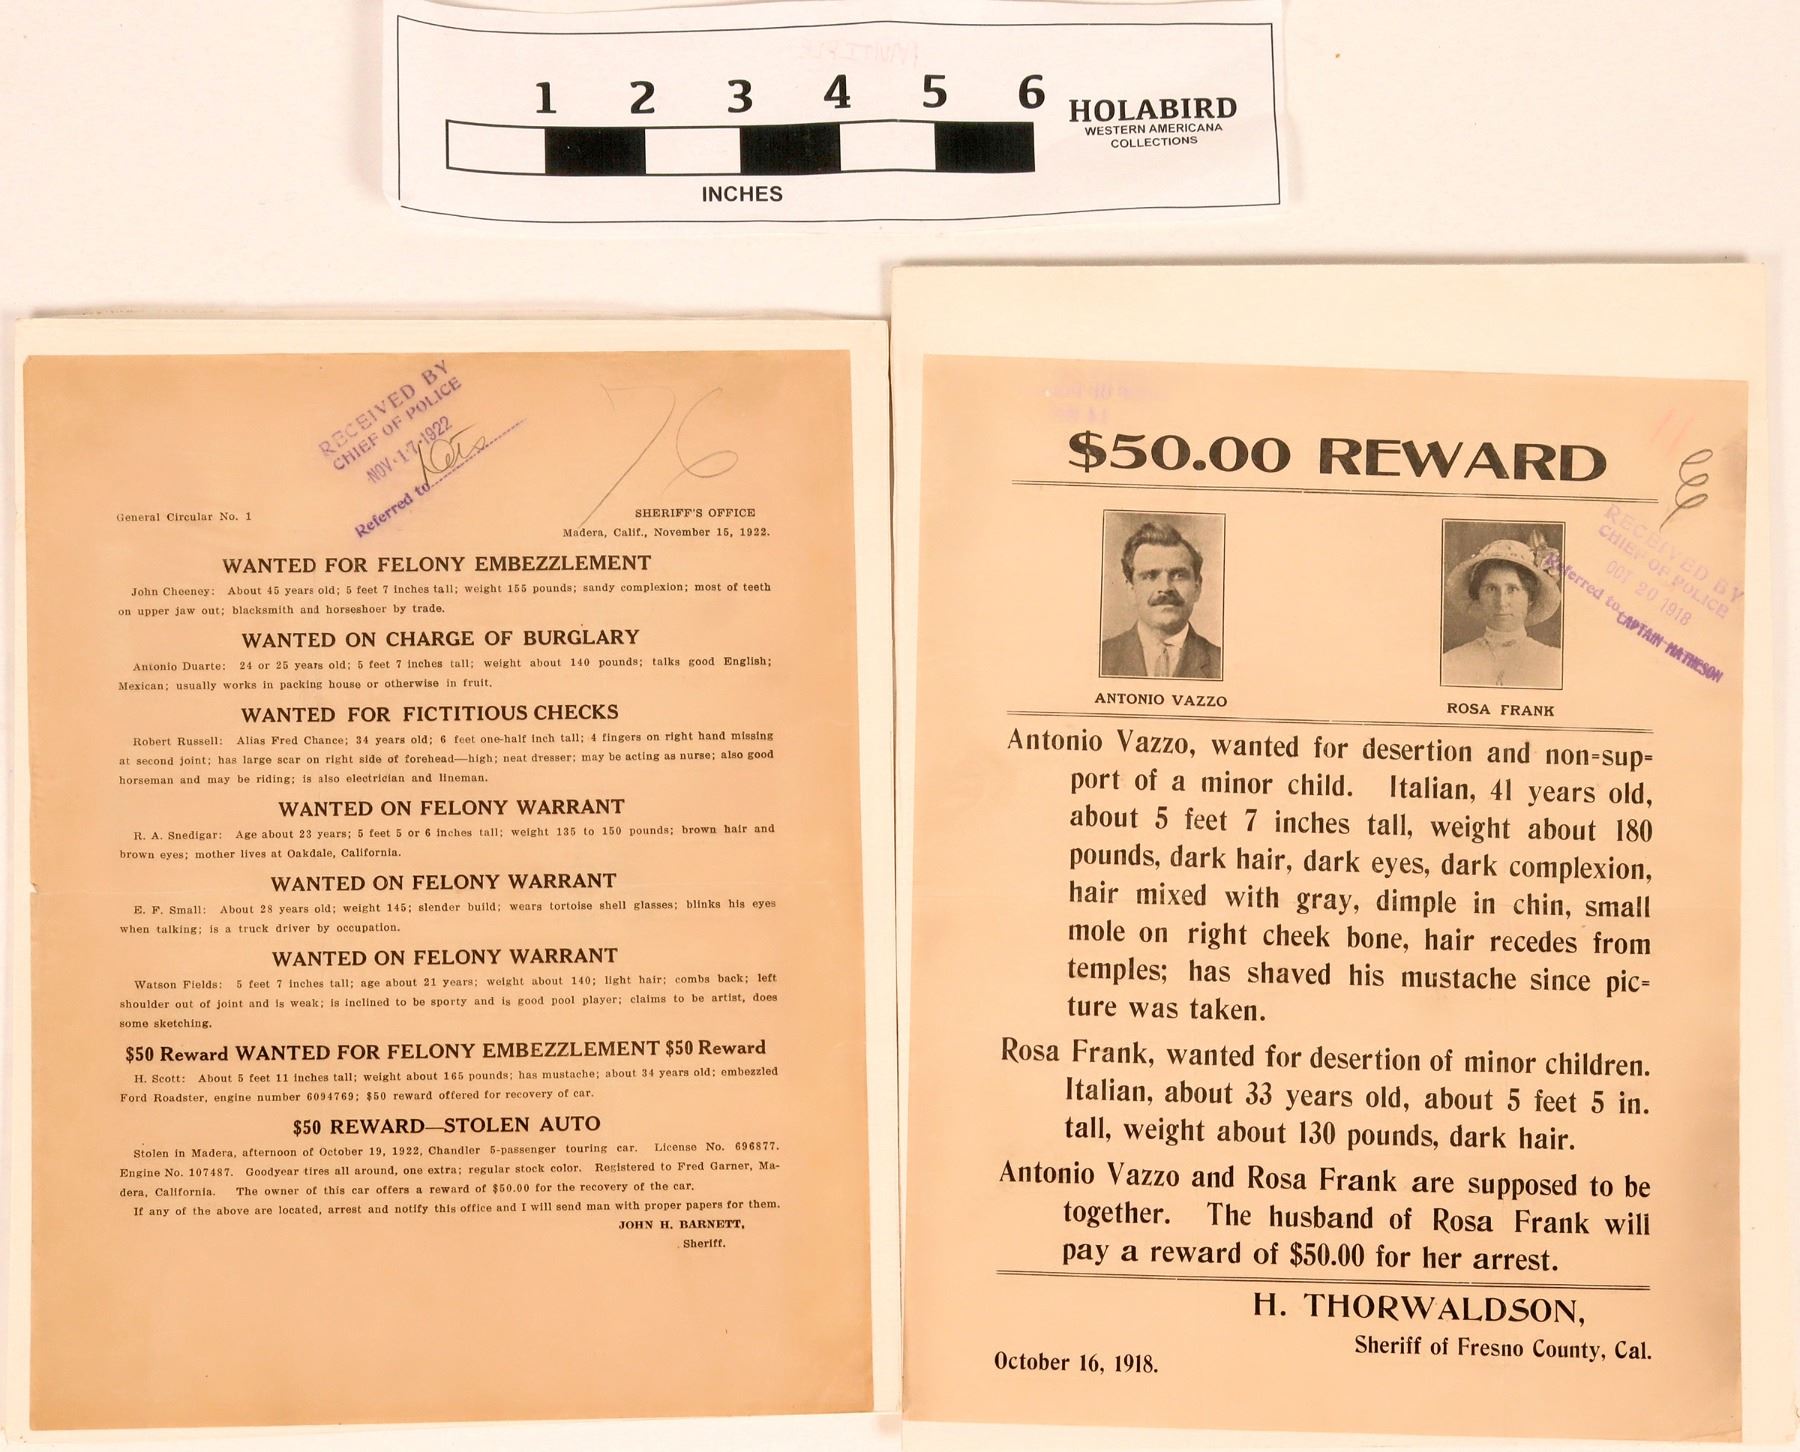 1 2 3 4 5 6
INCHES
HOLABIRD
WESTERN AMERICANA
COLLECTIONS
RECEIVED BY
CHIEF OF POLICE
NOV 17 1922
Referred to
76
General Circular No. 1
SHERIFF'S OFFICE
Madera, Calif., November 15, 1922.
WANTED FOR FELONY EMBEZZLEMENT
John Cheeney: About 45 years old; 5 feet 7 inches tall; weight 155 pounds; sandy complexion; most of teeth
on upper jaw out; blacksmith and horseshoer by trade.
WANTED ON CHARGE OF BURGLARY
Antonio Duarte: 24 or 25 years old; 5 feet 7 inches tall; weight about 140 pounds; talks good English;
Mexican; usually works in packing house or otherwise in fruit.
WANTED FOR FICTITIOUS CHECKS
Robert Russell: Alias Fred Chance; 34 years old; 6 feet one-half inch tall; 4 fingers on right hand missing
at second joint; has large scar on right side of forehead—high; neat dresser; may be acting as nurse; also good
horseman and may be riding; is also electrician and lineman.
WANTED ON FELONY WARRANT
R. A. Snedigar: Age about 23 years; 5 feet 5 or 6 inches tall; weight 135 to 150 pounds; brown hair and
brown eyes; mother lives at Oakdale, California.
WANTED ON FELONY WARRANT
E. F. Small: About 28 years old; weight 145; slender build; wears tortoise shell glasses; blinks his eyes
when talking; is a truck driver by occupation.
WANTED ON FELONY WARRANT
Watson Fields: 5 feet 7 inches tall; age about 21 years; weight about 140; light hair; combs back; left
shoulder out of joint and is weak; is inclined to be sporty and is good pool player; claims to be artist, does
some sketching.
$50 Reward WANTED FOR FELONY EMBEZZLEMENT $50 Reward
H. Scott: About 5 feet 11 inches tall; weight about 165 pounds; has mustache; about 34 years old; embezzled
Ford Roadster, engine number 6094769; $50 reward offered for recovery of car.
$50 REWARD—STOLEN AUTO
Stolen in Madera, afternoon of October 19, 1922, Chandler 5-passenger touring car. License No. 696877.
Engine No. 107487. Goodyear tires all around, one extra; regular stock color. Registered to Fred Garner, Ma-
dera, California. The owner of this car offers a reward of $50.00 for the recovery of the car.
If any of the above are located, arrest and notify this office and I will send man with proper papers for them.
JOHN H. BARNETT,
Sheriff.
$50.00 REWARD
RECEIVED BY
CHIEF OF POLICE
OCT 20 1918
Referred to CAPTAIN MATHESON
ANTONIO VAZZO
ROSA FRANK
Antonio Vazzo, wanted for desertion and non=sup=
port of a minor child. Italian, 41 years old,
about 5 feet 7 inches tall, weight about 180
pounds, dark hair, dark eyes, dark complexion,
hair mixed with gray, dimple in chin, small
mole on right cheek bone, hair recedes from
temples; has shaved his mustache since pic=
ture was taken.
Rosa Frank, wanted for desertion of minor children.
Italian, about 33 years old, about 5 feet 5 in.
tall, weight about 130 pounds, dark hair.
Antonio Vazzo and Rosa Frank are supposed to be
together. The husband of Rosa Frank will
pay a reward of $50.00 for her arrest.
H. THORWALDSON,
Sheriff of Fresno County, Cal.
October 16, 1918.